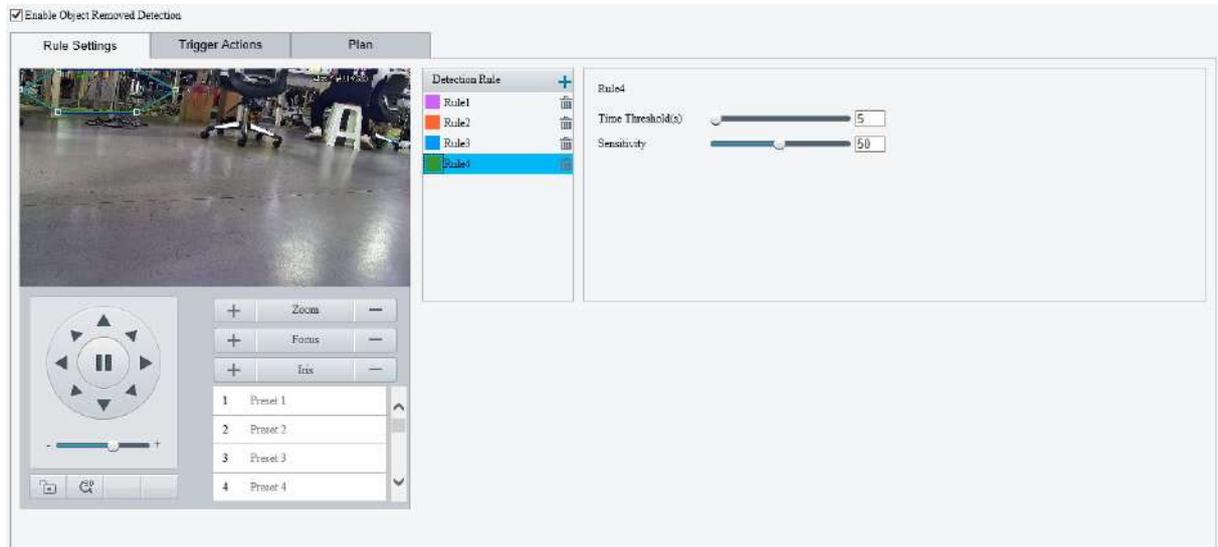 Enable Object Removed Detection
Rule Settings
Trigger Actions
Plan
Detection Rule
+
Rule1
Rule2
Rule3
Rule4
Rule4
Time Threshold(s)
5
Sensitivity
50
+ Zoom −
+ Focus −
+ Iris −
- +
1 Preset 1
2 Preset 2
3 Preset 3
4 Preset 4